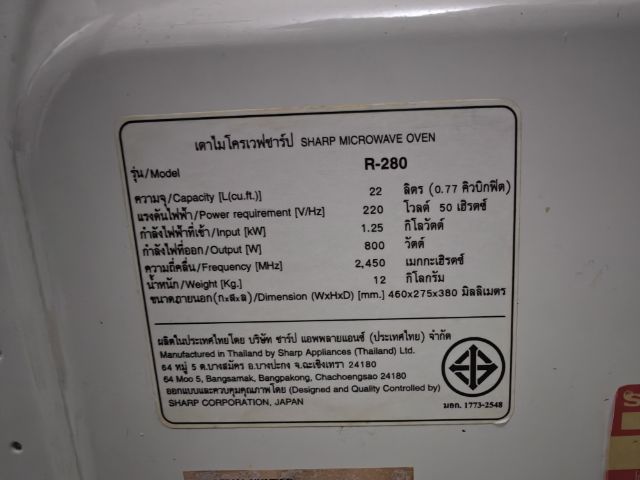 เตาไมโครเวฟชาร์ป SHARP MICROWAVE OVEN
รุ่น/Model R-280
ความจุ/Capacity [L(cu.ft.)] 22 ลิตร (0.77 คิวบิกฟิต)
แรงดันไฟฟ้า/Power requirement [V/Hz] 220 โวลต์ 50 เฮิรตซ์
กำลังไฟฟ้าที่เข้า/Input [kW] 1.25 กิโลวัตต์
กำลังไฟที่ออก/Output [W] 800 วัตต์
ความถี่คลื่น/Frequency [MHz] 2,450 เมกกะเฮิรตซ์
น้ำหนัก/Weight [Kg.] 12 กิโลกรัม
ขนาดภายนอก(กxสxล)/Dimension (WxHxD) [mm.] 460x275x380 มิลลิเมตร
ผลิตในประเทศไทยโดย บริษัท ชาร์ป แอพพลายแอนซ์ (ประเทศไทย) จำกัด
Manufactured in Thailand by Sharp Appliances (Thailand) Ltd.
64 หมู่ 5 ต.บางสมัคร อ.บางปะกง จ.ฉะเชิงเทรา 24180
64 Moo 5, Bangsamak, Bangpakong, Chachoengsao 24180
ออกแบบและควบคุมคุณภาพโดย (Designed and Quality Controlled by)
SHARP CORPORATION, JAPAN
มอก. 1773-2548